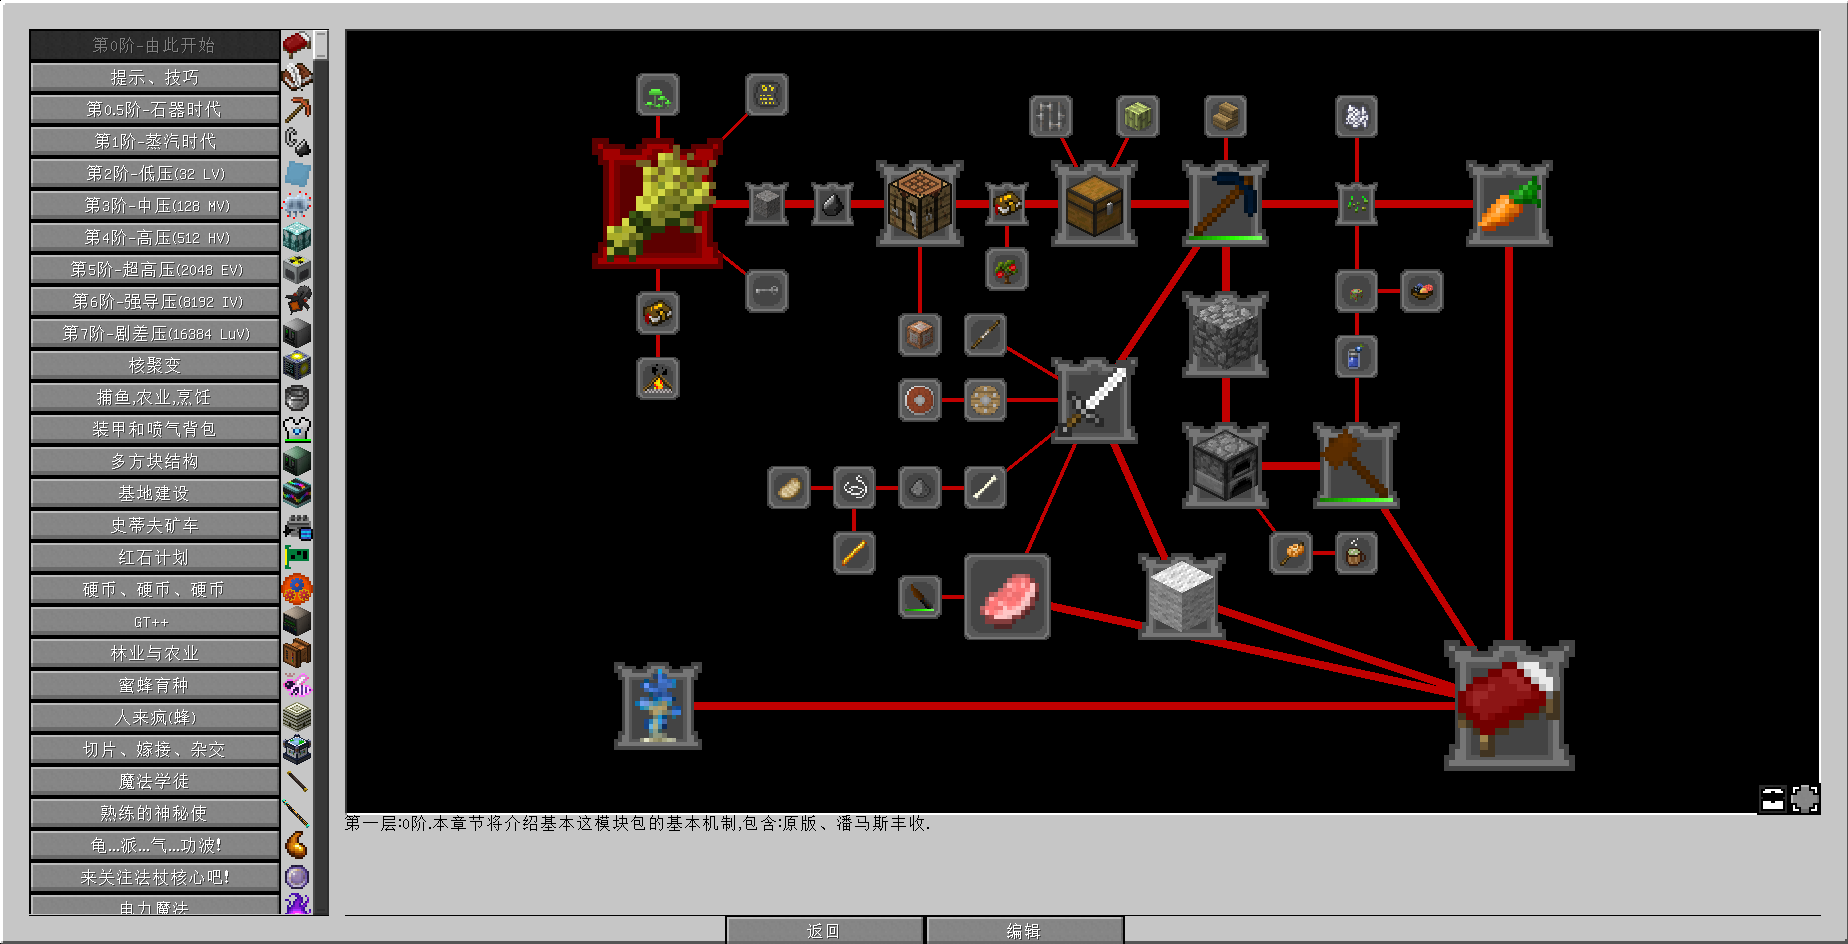 第0阶-由此开始
提示、技巧
第0.5阶-石器时代
第1阶-蒸汽时代
第2阶-低压(32 LV)
第3阶-中压(128 MV)
第4阶-高压(512 HV)
第5阶-超高压(2048 EV)
第6阶-强导压(8192 IV)
第7阶-剧差压(16384 LuV)
核聚变
捕鱼,农业,烹饪
装甲和喷气背包
多方块结构
基地建设
史蒂夫矿车
红石计划
硬币、硬币、硬币
GT++
林业与农业
蜜蜂育种
人来疯(蜂)
切片、嫁接、杂交
魔法学徒
熟练的神秘使
龟...派...气...功波!
来关注法杖核心吧!
电力魔法
第一层:0阶.本章节将介绍基本这模块包的基本机制,包含:原版、潘马斯丰收.
返回
编辑